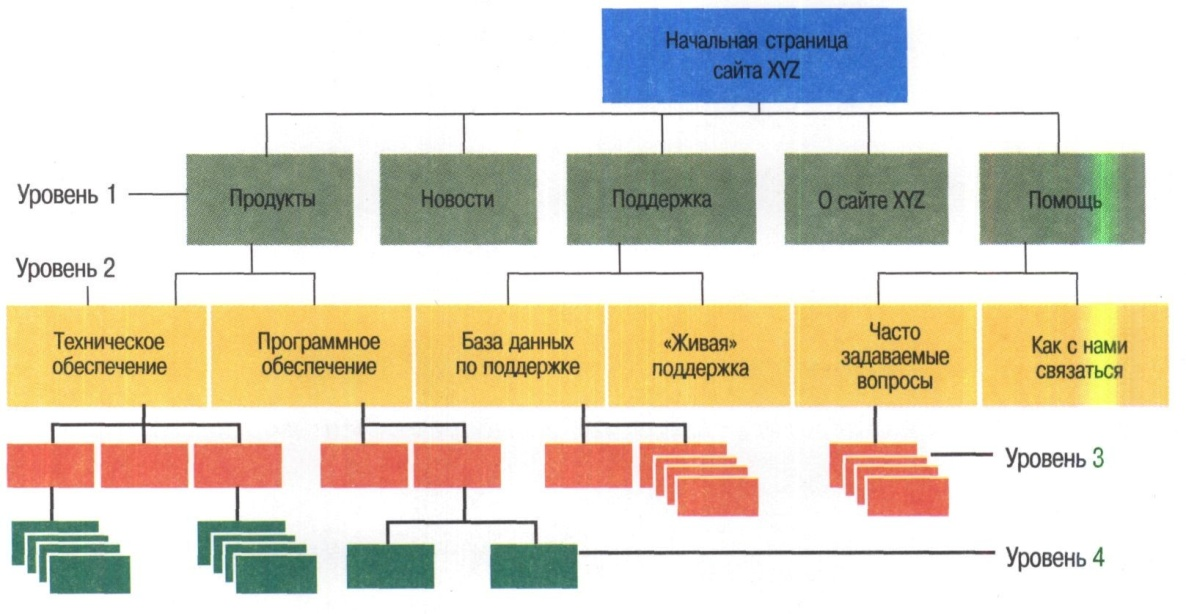 Начальная страница
сайта XYZ
Уровень 1
Продукты
Новости
Поддержка
О сайте XYZ
Помощь
Уровень 2
Техническое
обеспечение
Программное
обеспечение
База данных
по поддержке
«Живая»
поддержка
Часто
задаваемые
вопросы
Как с нами
связаться
Уровень 3
Уровень 4